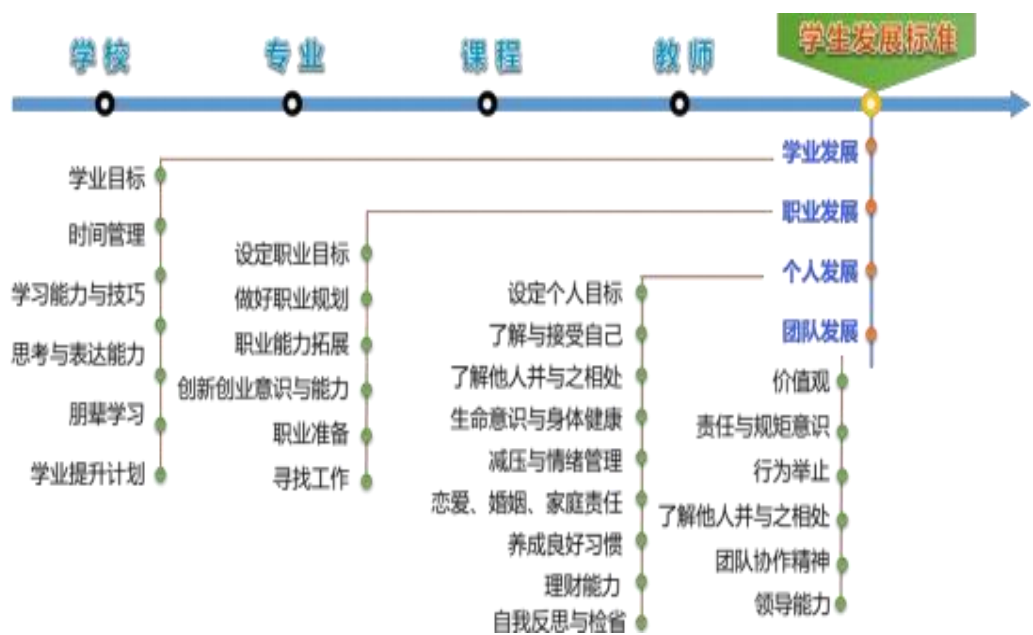 学校
专业
课程
教师
学生发展标准
学业发展
学业目标
时间管理
学习能力与技巧
思考与表达能力
朋辈学习
学业提升计划
职业发展
设定职业目标
做好职业规划
职业能力拓展
创新创业意识与能力
职业准备
寻找工作
个人发展
设定个人目标
了解与接受自己
了解他人并与之相处
生命意识与身体健康
减压与情绪管理
恋爱、婚姻、家庭责任
养成良好习惯
理财能力
自我反思与检省
团队发展
价值观
责任与规矩意识
行为举止
了解他人并与之相处
团队协作精神
领导能力